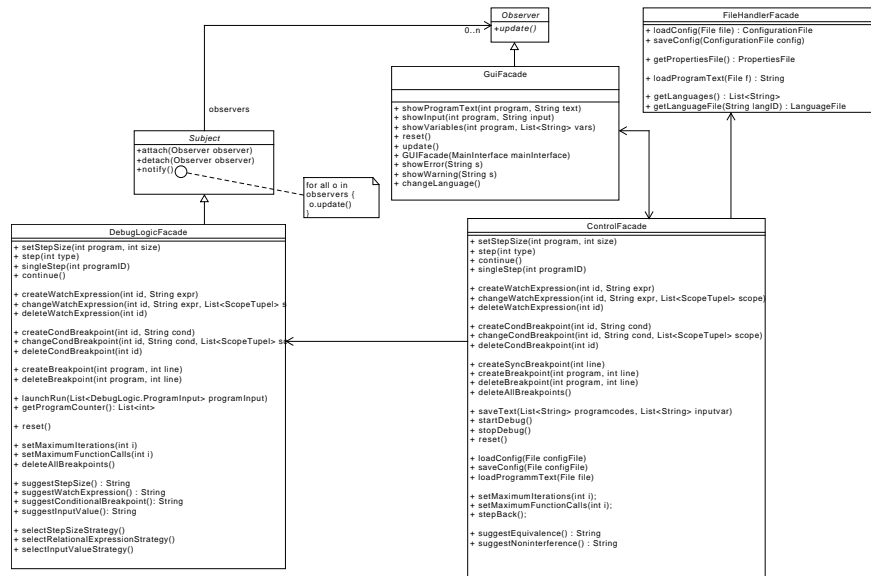 Observer
+update()
0..n
observers
FileHandlerFacade
+ loadConfig(File file) : ConfigurationFile
+ saveConfig(ConfigurationFile config)
+ getPropertiesFile() : PropertiesFile
+ loadProgramText(File f) : String
+ getLanguages() : List<String>
+ getLanguageFile(String langID) : LanguageFile
GuiFacade
+ showProgramText(int program, String text)
+ showInput(int program, String input)
+ showVariables(int program, List<String> vars)
+ reset()
+ update()
+ GUIFacade(MainInterface mainInterface)
+ showError(String s)
+ showWarning(String s)
+ changeLanguage()
Subject
+attach(Observer observer)
+detach(Observer observer)
+notify()
for all o in
observers {
o.update()
}
DebugLogicFacade
+ setStepSize(int program, int size)
+ step(int type)
+ singleStep(int programID)
+ continue()
+ createWatchExpression(int id, String expr)
+ changeWatchExpression(int id, String expr, List<ScopeTupel> s
+ deleteWatchExpression(int id)
+ createCondBreakpoint(int id, String cond)
+ changeCondBreakpoint(int id, String cond, List<ScopeTupel> s
+ deleteCondBreakpoint(int id)
+ createBreakpoint(int program, int line)
+ deleteBreakpoint(int program, int line)
+ launchRun(List<DebugLogic.ProgramInput> programInput)
+ getProgramCounter(): List<int>
+ reset()
+ setMaximumIterations(int i)
+ setMaximumFunctionCalls(int i)
+ deleteAllBreakpoints()
+ suggestStepSize() : String
+ suggestWatchExpression() : String
+ suggestConditionalBreakpoint(): String
+ suggestInputValue(): String
+ selectStepSizeStrategy()
+ selectRelationalExpressionStrategy()
+ selectInputValueStrategy()
ControlFacade
+ setStepSize(int program, int size)
+ step(int type)
+ continue()
+ singleStep(int programID)
+ createWatchExpression(int id, String expr)
+ changeWatchExpression(int id, String expr, List<ScopeTupel> scope)
+ deleteWatchExpression(int id)
+ createCondBreakpoint(int id, String cond)
+ changeCondBreakpoint(int id, String cond, List<ScopeTupel> scope)
+ deleteCondBreakpoint(int id)
+ createSyncBreakpoint(int line)
+ createBreakpoint(int program, int line)
+ deleteBreakpoint(int program, int line)
+ deleteAllBreakpoints()
+ saveText(List<String> programcodes, List<String> inputvar)
+ startDebug()
+ stopDebug()
+ reset()
+ loadConfig(File configFile)
+ saveConfig(File configFile)
+ loadProgrammText(File file)
+ setMaximumIterations(int i);
+ setMaximumFunctionCalls(int i);
+ stepBack();
+ suggestEquivalence() : String
+ suggestNoninterference() : String